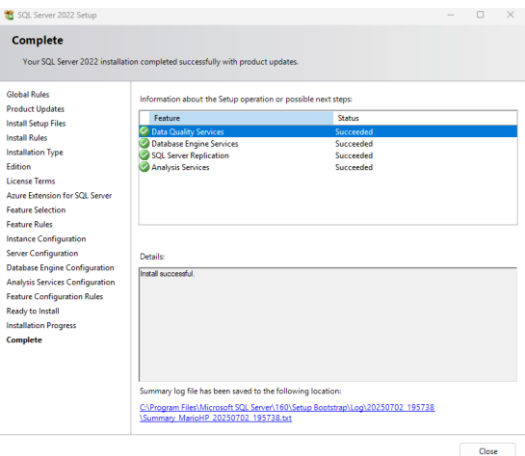 SQL Server 2022 Setup
Complete
Your SQL Server 2022 installation completed successfully with product updates.
Global Rules
Product Updates
Install Setup Files
Install Rules
Installation Type
Edition
License Terms
Azure Extension for SQL Server
Feature Selection
Feature Rules
Instance Configuration
Server Configuration
Database Engine Configuration
Analysis Services Configuration
Feature Configuration Rules
Ready to Install
Installation Progress
Complete
Information about the Setup operation or possible next steps:
Feature Status
Data Quality Services Succeeded
Database Engine Services Succeeded
SQL Server Replication Succeeded
Analysis Services Succeeded
Details:
Install successful.
Summary log file has been saved to the following location:
C:\Program Files\Microsoft SQL Server\160\Setup Bootstrap\Log\20250702_195738
\Summary_MarioHP_20250702_195738.txt
Close